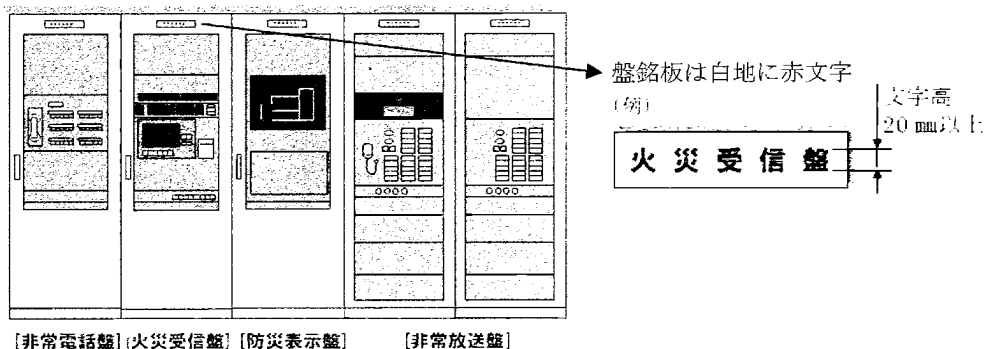 盤銘板は白地に赤文字
(例)
文字高
20㎜以上
火災受信盤
[非常電話盤] [火災受信盤] [防災表示盤] [非常放送盤]